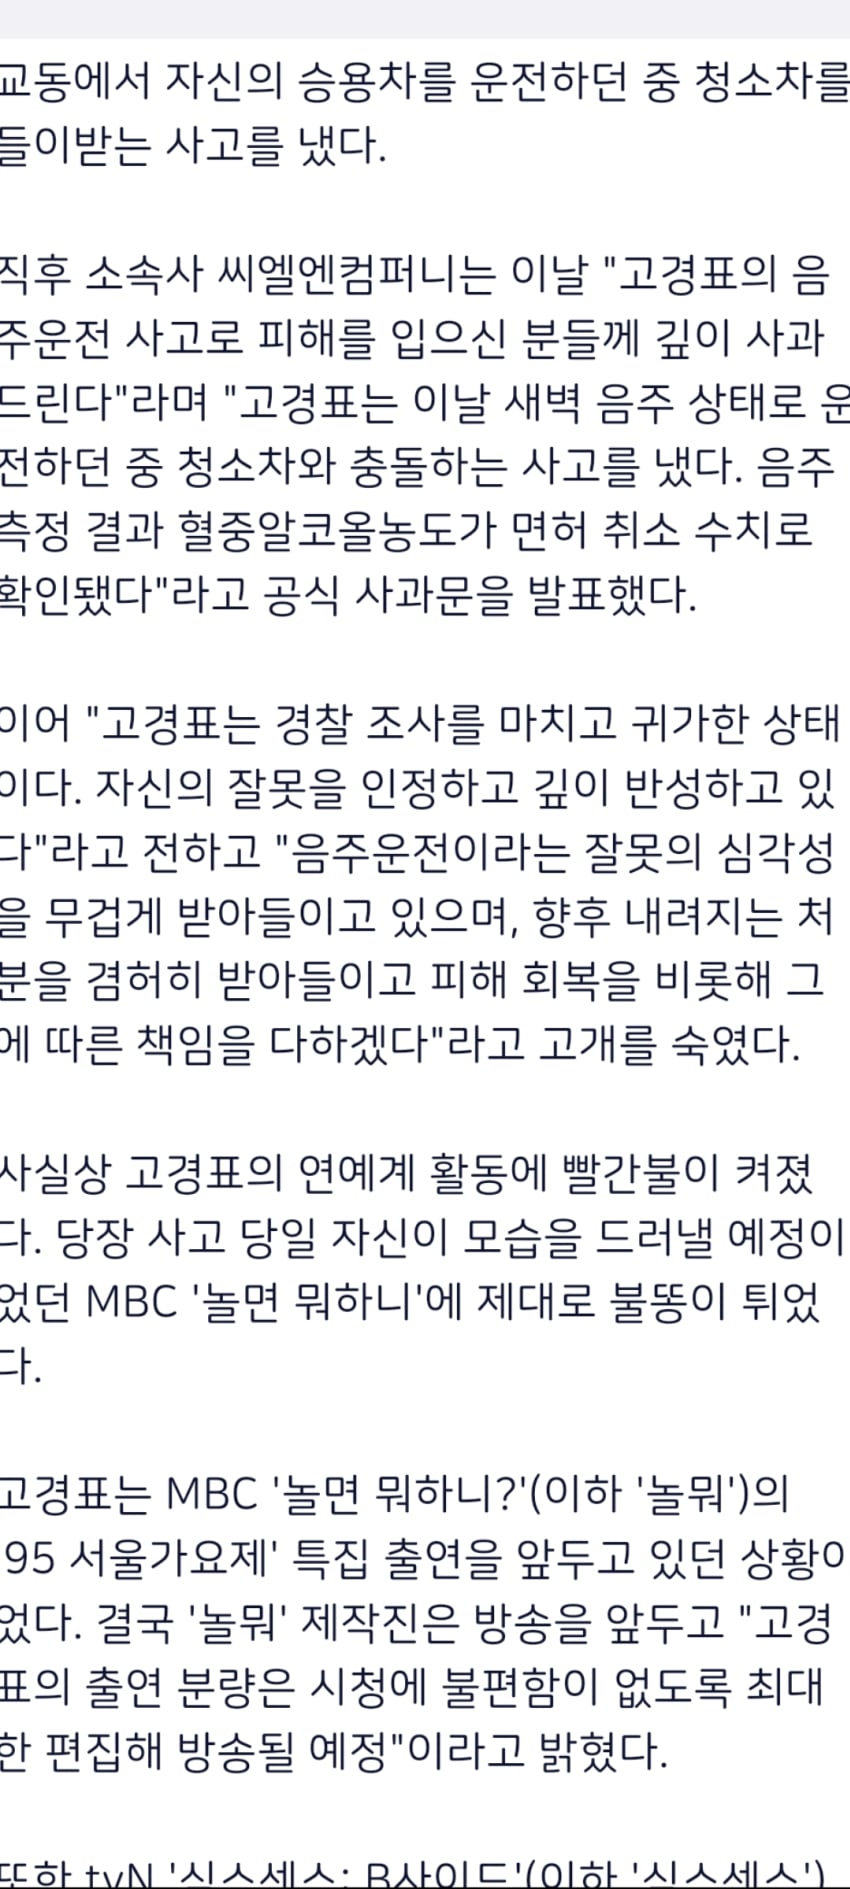 교동에서 자신의 승용차를 운전하던 중 청소차를
들이받는 사고를 냈다.
직후 소속사 씨엘엔컴퍼니는 이날 "고경표의 음
주운전 사고로 피해를 입으신 분들께 깊이 사과
드린다"라며 "고경표는 이날 새벽 음주 상태로 운
전하던 중 청소차와 충돌하는 사고를 냈다. 음주
측정 결과 혈중알코올농도가 면허 취소 수치로
확인됐다"라고 공식 사과문을 발표했다.
이어 "고경표는 경찰 조사를 마치고 귀가한 상태
이다. 자신의 잘못을 인정하고 깊이 반성하고 있
다"라고 전하고 "음주운전이라는 잘못의 심각성
을 무겁게 받아들이고 있으며, 향후 내려지는 처
분을 겸허히 받아들이고 피해 회복을 비롯해 그
에 따른 책임을 다하겠다"라고 고개를 숙였다.
사실상 고경표의 연예계 활동에 빨간불이 켜졌
다. 당장 사고 당일 자신이 모습을 드러낼 예정이
었던 MBC '놀면 뭐하니'에 제대로 불똥이 튀었
다.
고경표는 MBC '놀면 뭐하니?'(이하 '놀뭐')의
95 서울가요제' 특집 출연을 앞두고 있던 상황이
었다. 결국 '놀뭐' 제작진은 방송을 앞두고 "고경
표의 출연 분량은 시청에 불편함이 없도록 최대
한 편집해 방송될 예정"이라고 밝혔다.
또한 tvN '식스센스: B사이드'(이하 '식스센스')